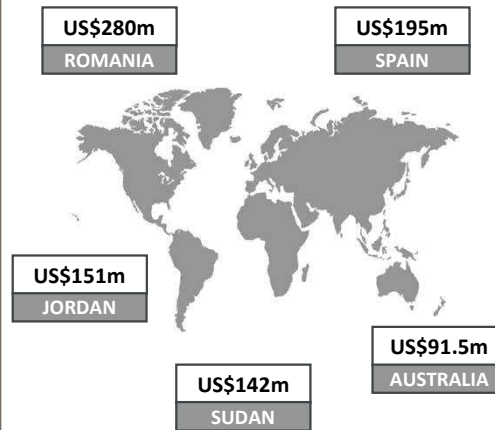 US$280m
ROMANIA
US$195m
SPAIN
US$151m
JORDAN
US$91.5m
AUSTRALIA
US$142m
SUDAN